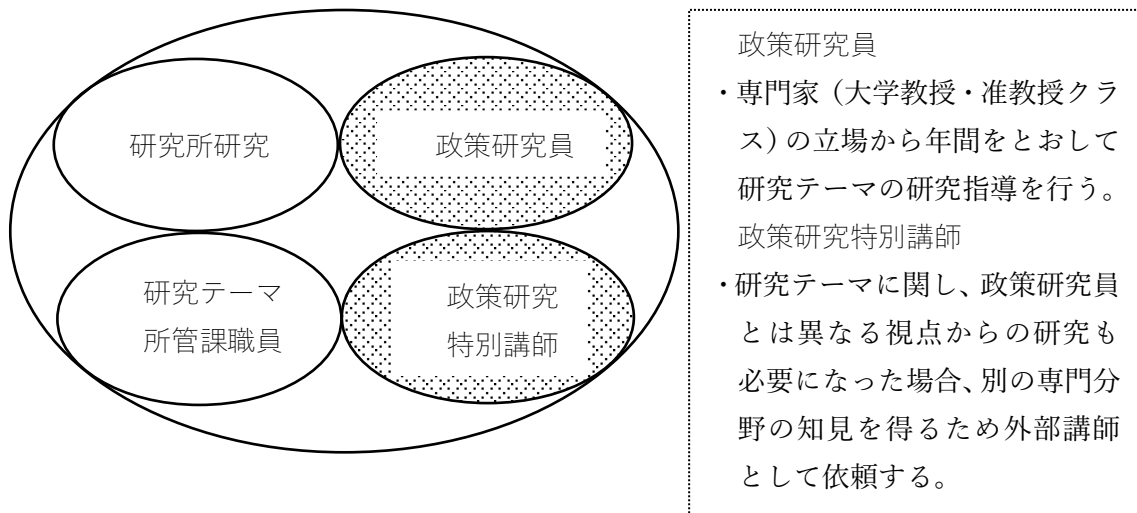 研究所研究
政策研究員
研究テーマ
所管課職員
政策研究
特別講師
政策研究員
・専門家（大学教授・准教授クラ
ス）の立場から年間をとおして
研究テーマの研究指導を行う。
政策研究特別講師
・研究テーマに関し、政策研究員
とは異なる視点からの研究も
必要になった場合、別の専門分
野の知見を得るため外部講師
として依頼する。